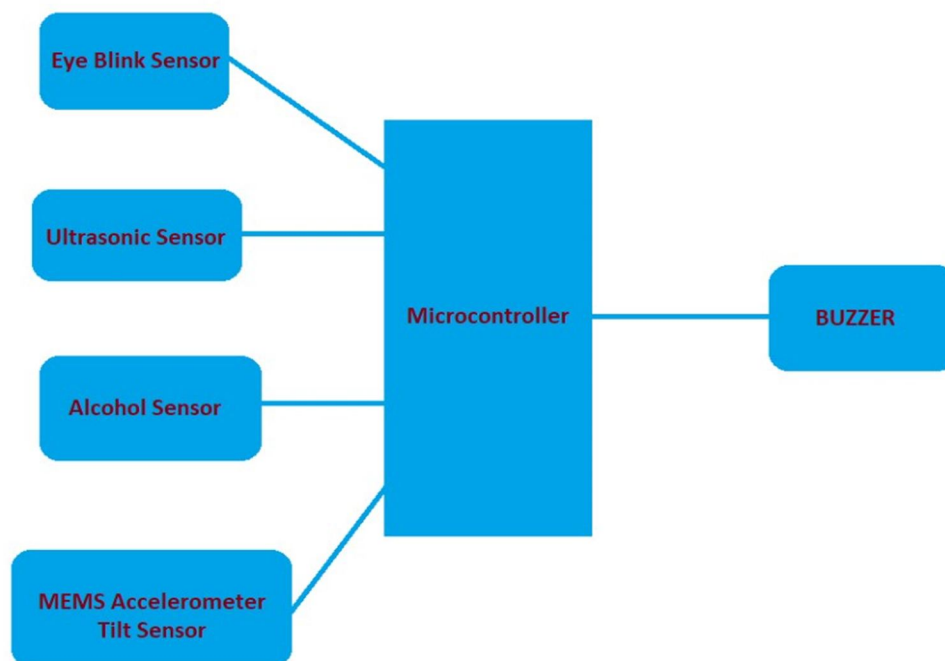 Eye Blink Sensor
Ultrasonic Sensor
Alcohol Sensor
MEMS Accelerometer
Tilt Sensor
Microcontroller
BUZZER